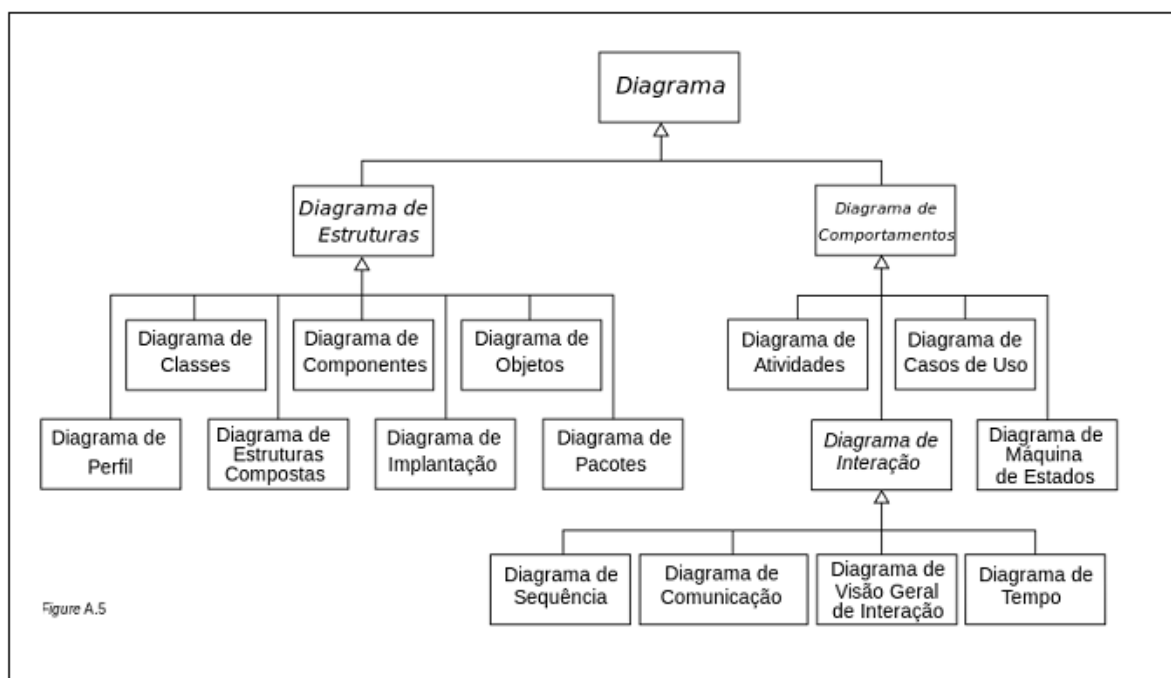 Diagrama
Diagrama de
Estruturas
Diagrama de
Comportamentos
Diagrama de
Classes
Diagrama de
Componentes
Diagrama de
Objetos
Diagrama de
Atividades
Diagrama de
Casos de Uso
Diagrama de
Perfil
Diagrama de
Estruturas
Compostas
Diagrama de
Implantação
Diagrama de
Pacotes
Diagrama de
Interação
Diagrama de
Máquina
de Estados
Diagrama de
Sequência
Diagrama de
Comunicação
Diagrama de
Visão Geral
de Interação
Diagrama de
Tempo
Figure A.5